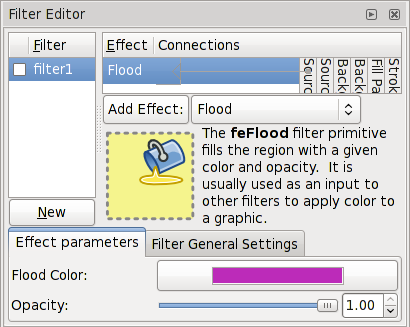 Filter Editor
Filter
Effect Connections
filter1
Flood
Sourc
Sourc
Backg
Backg
Fill Pa
Strok
Add Effect: Flood
The feFlood filter primitive
fills the region with a given
color and opacity. It is
usually used as an input to
other filters to apply color to
a graphic.
New
Effect parameters
Filter General Settings
Flood Color:
Opacity: 1.00